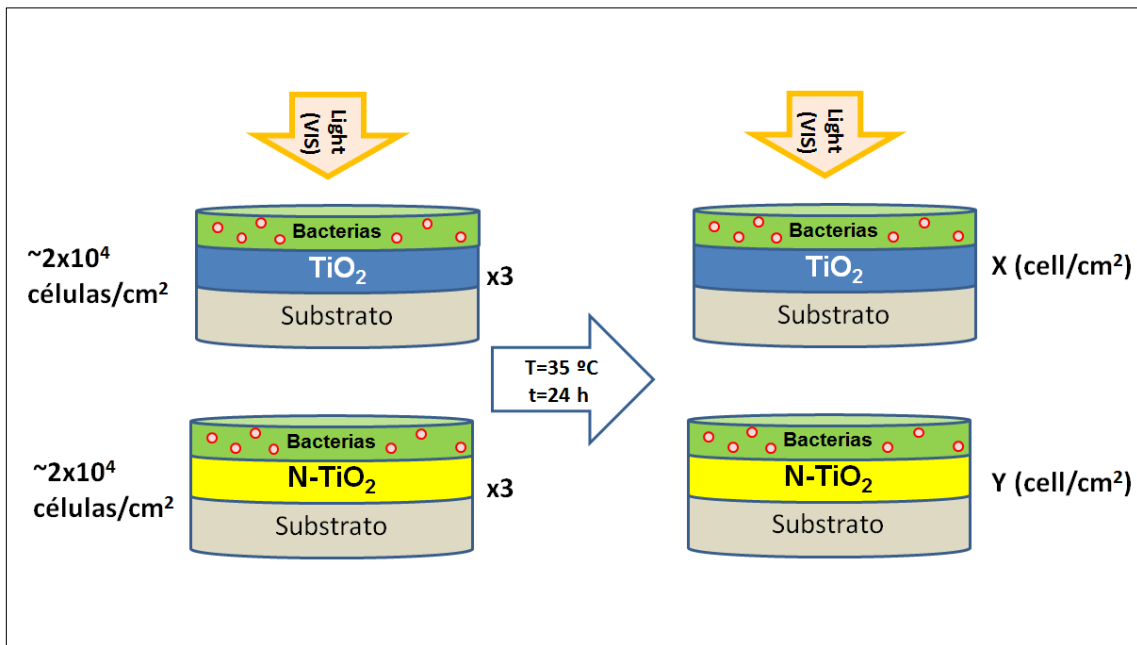 Light
(VIS)
Light
(VIS)
Bacterias
TiO₂
Substrato
~2x10⁴
células/cm²
x3
Bacterias
TiO₂
Substrato
X (cell/cm²)
T=35 ºC
t=24 h
Bacterias
N-TiO₂
Substrato
~2x10⁴
células/cm²
x3
Bacterias
N-TiO₂
Substrato
Y (cell/cm²)